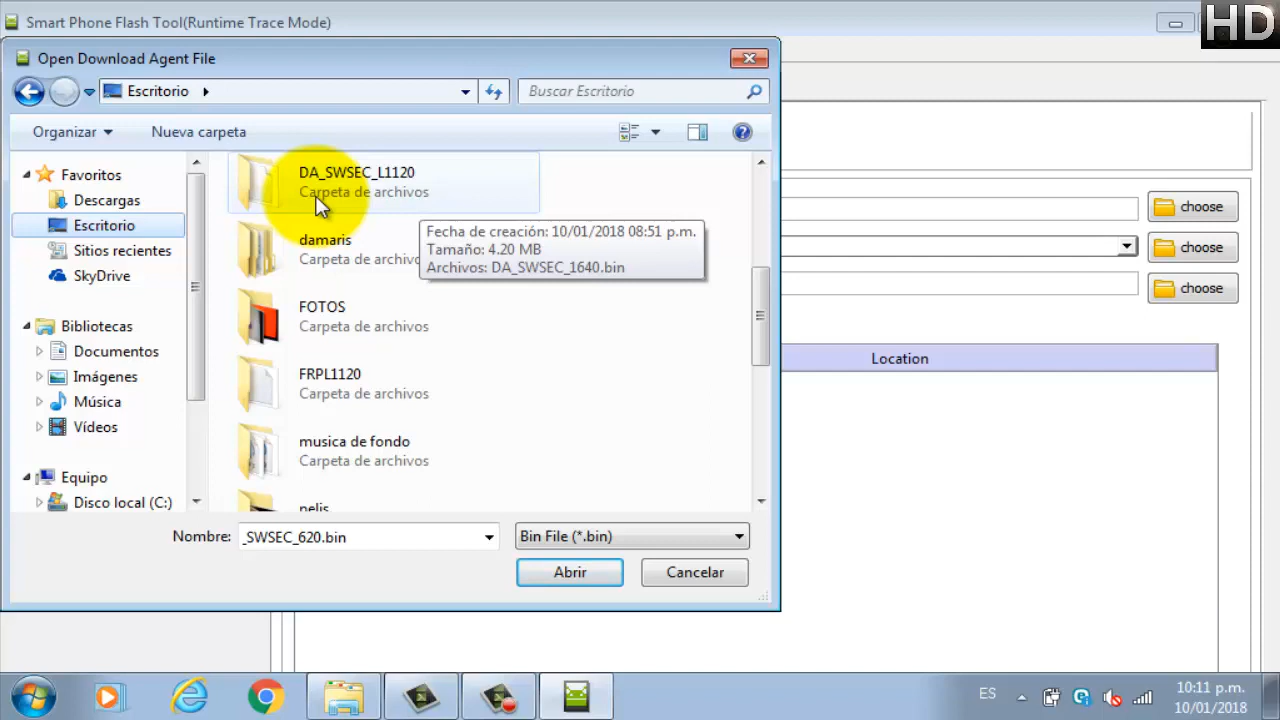 Smart Phone Flash Tool(Runtime Trace Mode)
HD
Open Download Agent File
Escritorio
Buscar Escritorio
Organizar
Nueva carpeta
Favoritos
Descargas
Escritorio
Sitios recientes
SkyDrive
Bibliotecas
Documentos
Imágenes
Música
Vídeos
Equipo
Disco local (C:)
DA_SWSEC_L1120
Carpeta de archivos
damaris
Carpeta de archivos
Fecha de creación: 10/01/2018 08:51 p.m.
Tamaño: 4.20 MB
Archivos: DA_SWSEC_1640.bin
FOTOS
Carpeta de archivos
FRPL1120
Carpeta de archivos
musica de fondo
Carpeta de archivos
nelis
Nombre:
_SWSEC_620.bin
Bin File (*.bin)
Abrir
Cancelar
choose
choose
choose
Location
ES
10:11 p.m.
10/01/2018